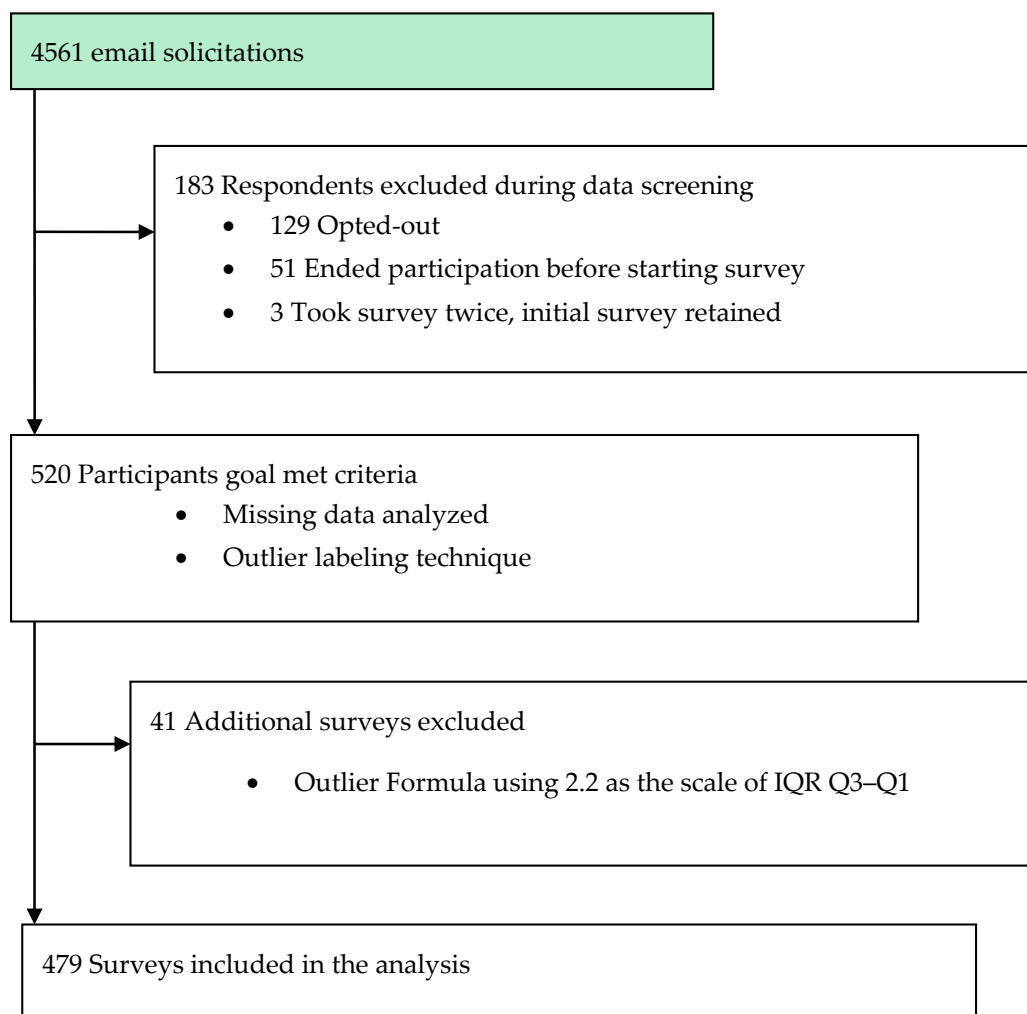 4561 email solicitations
183 Respondents excluded during data screening
• 129 Opted-out
• 51 Ended participation before starting survey
• 3 Took survey twice, initial survey retained
520 Participants goal met criteria
• Missing data analyzed
• Outlier labeling technique
41 Additional surveys excluded
• Outlier Formula using 2.2 as the scale of IQR Q3–Q1
479 Surveys included in the analysis